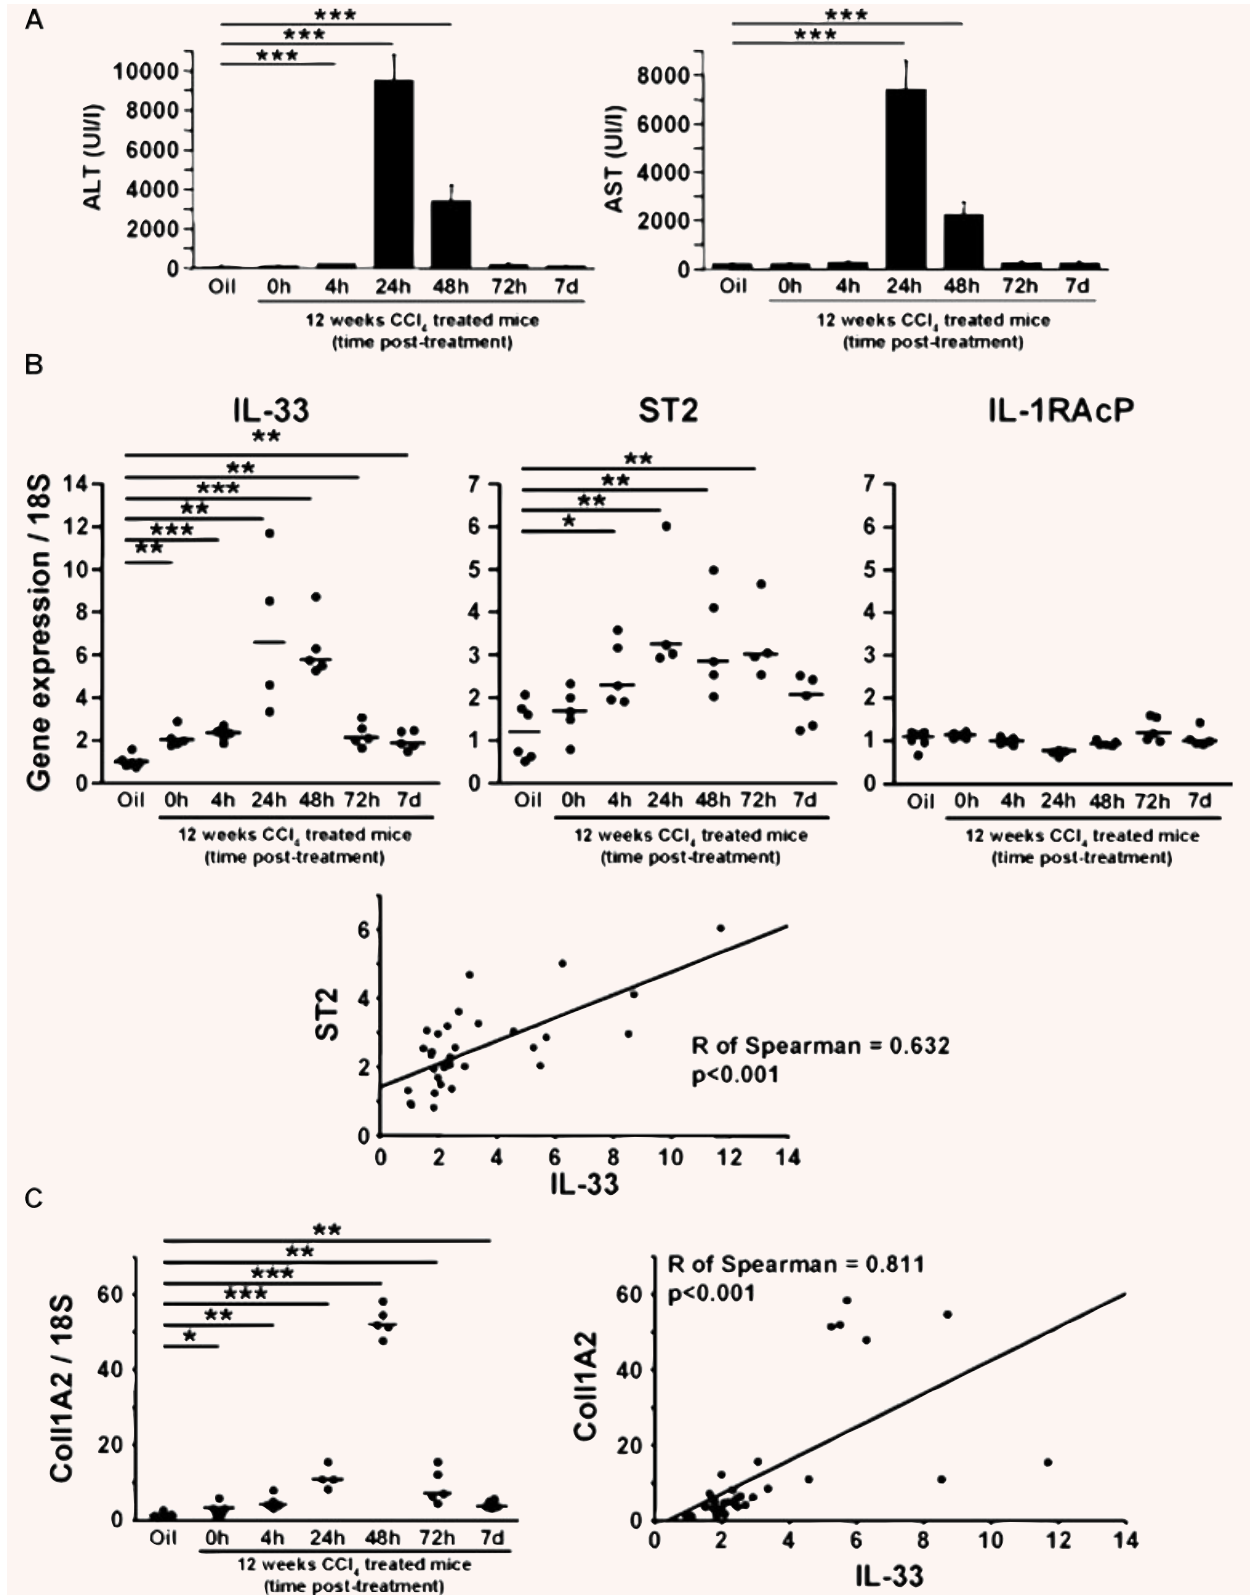 A
***
***
***
ALT (UI/l)
10000
8000
6000
4000
2000
0
Oil 0h 4h 24h 48h 72h 7d
12 weeks CCl4 treated mice
(time post-treatment)
***
***
AST (UI/l)
8000
6000
4000
2000
0
Oil 0h 4h 24h 48h 72h 7d
12 weeks CCl4 treated mice
(time post-treatment)
B
IL-33
**
**
***
**
***
**
Gene expression / 18S
14
12
10
8
6
4
2
0
Oil 0h 4h 24h 48h 72h 7d
12 weeks CCl4 treated mice
(time post-treatment)
ST2
**
**
**
*
7
6
5
4
3
2
1
0
Oil 0h 4h 24h 48h 72h 7d
12 weeks CCl4 treated mice
(time post-treatment)
IL-1RAcP
7
6
5
4
3
2
1
0
Oil 0h 4h 24h 48h 72h 7d
12 weeks CCl4 treated mice
(time post-treatment)
ST2
6
4
2
0
R of Spearman = 0.632
p<0.001
0 2 4 6 8 10 12 14
IL-33
C
**
**
***
***
**
*
Coll1A2 / 18S
60
40
20
0
Oil 0h 4h 24h 48h 72h 7d
12 weeks CCl4 treated mice
(time post-treatment)
R of Spearman = 0.811
p<0.001
Coll1A2
60
40
20
0
0 2 4 6 8 10 12 14
IL-33